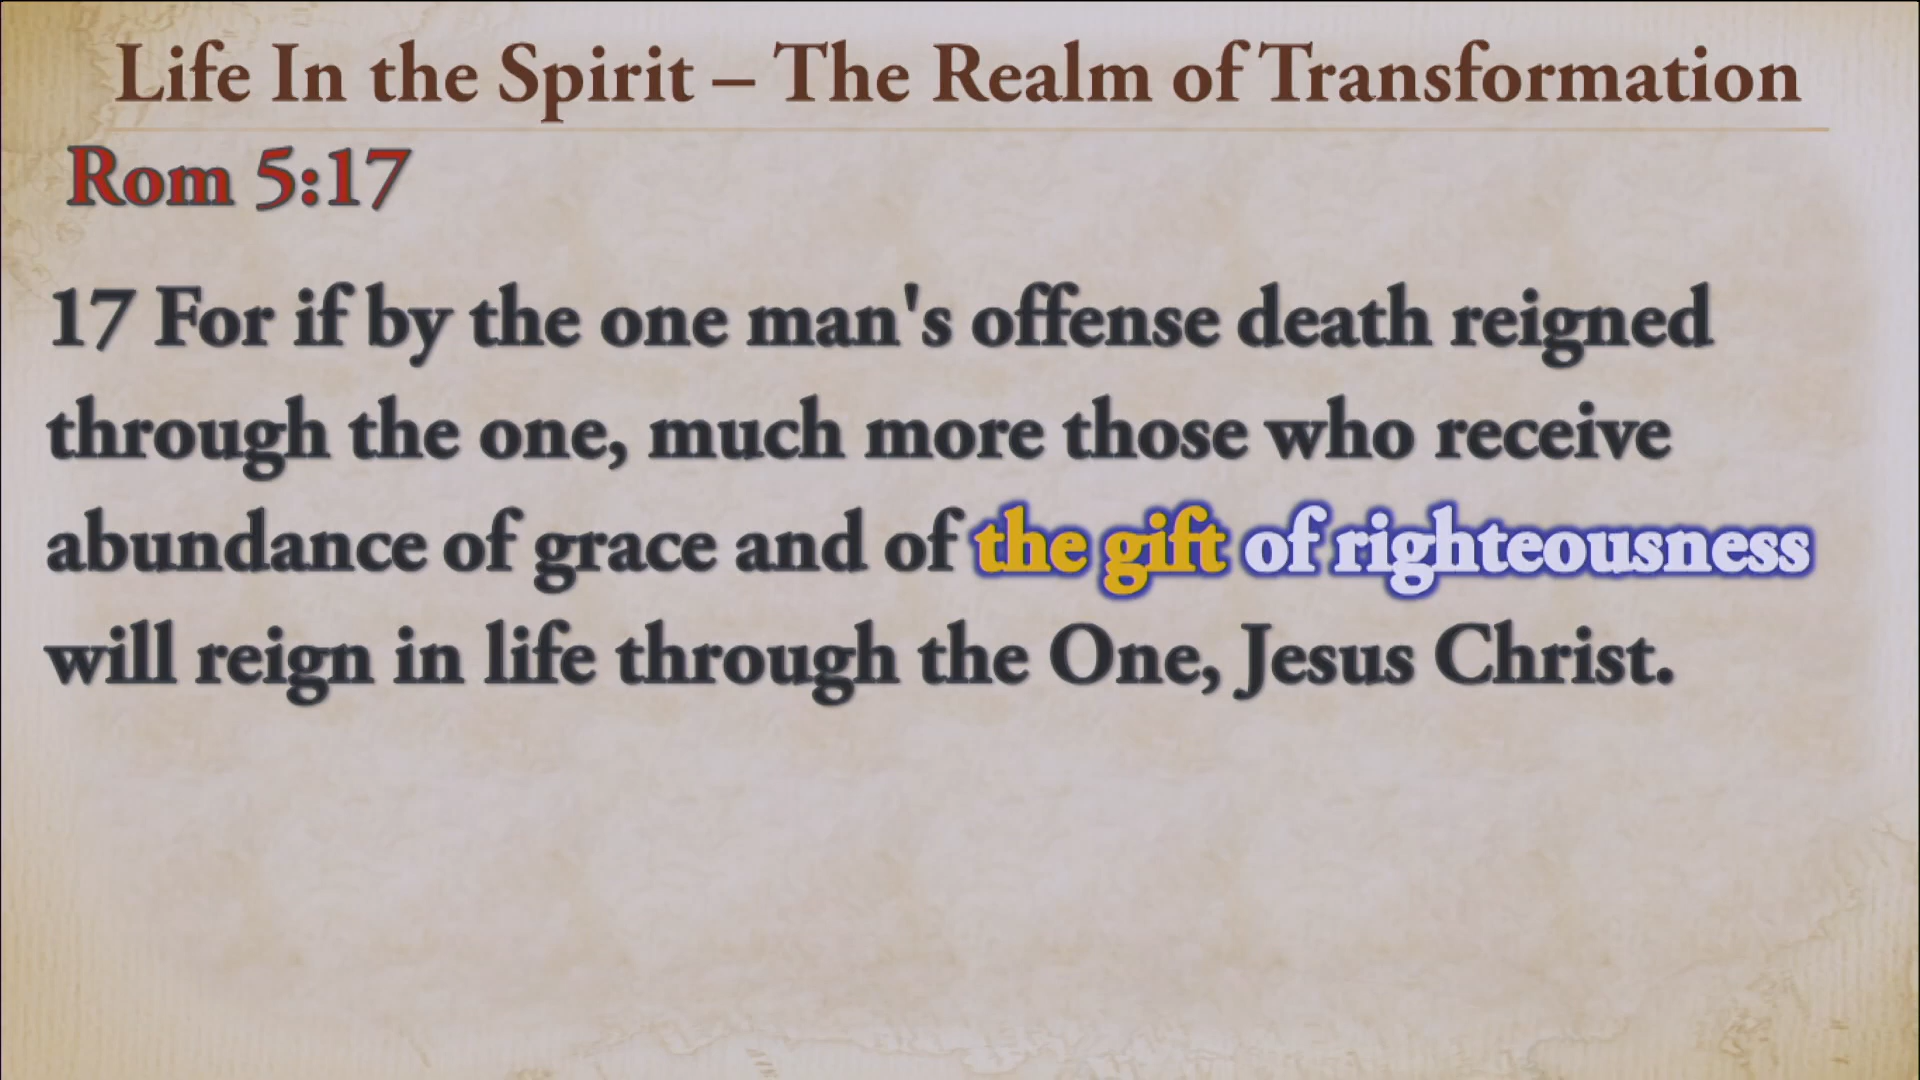 Life In the Spirit – The Realm of Transformation
Rom 5:17
17 For if by the one man's offense death reigned
through the one, much more those who receive
abundance of grace and of the gift of righteousness
will reign in life through the One, Jesus Christ.